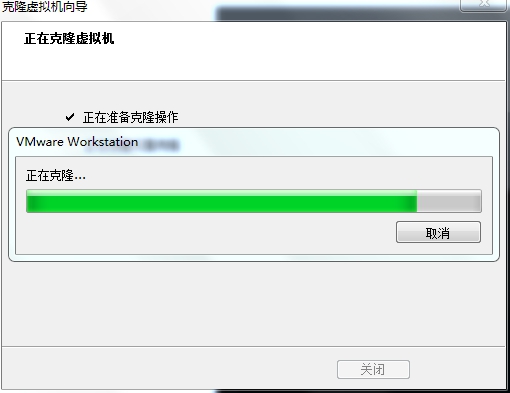 克隆虚拟机向导
正在克隆虚拟机
正在准备克隆操作
VMware Workstation
正在克隆...
取消
关闭